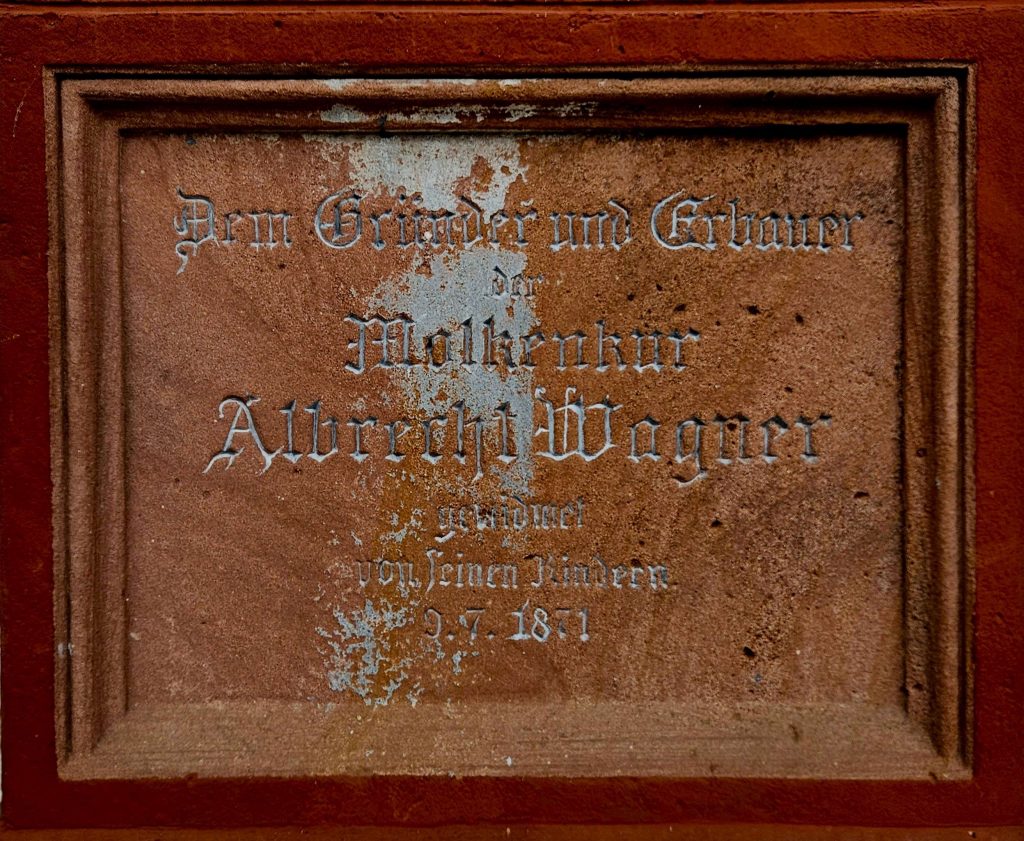 Dem Gründer und Erbauer
der
Molkenkur
Albrecht Wagner
gewidmet
von seinen Kindern.
9. 7. 1871